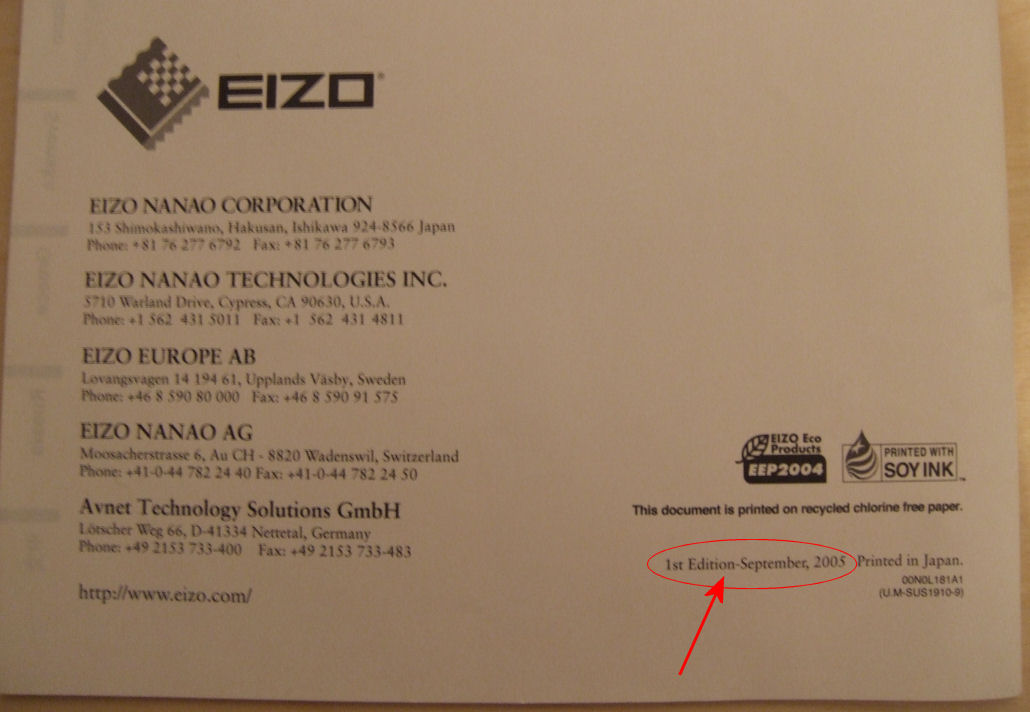 EIZO®
EIZO NANAO CORPORATION
153 Shimokashiwano, Hakusan, Ishikawa 924-8566 Japan
Phone: +81 76 277 6792 Fax: +81 76 277 6793
EIZO NANAO TECHNOLOGIES INC.
5710 Warland Drive, Cypress, CA 90630, U.S.A.
Phone: +1 562 431 5011 Fax: +1 562 431 4811
EIZO EUROPE AB
Lovangsvagen 14 194 61, Upplands Väsby, Sweden
Phone: +46 8 590 80 000 Fax: +46 8 590 91 575
EIZO NANAO AG
Moosacherstrasse 6, Au CH - 8820 Wadenswil, Switzerland
Phone: +41-0-44 782 24 40 Fax: +41-0-44 782 24 50
Avnet Technology Solutions GmbH
Lötscher Weg 66, D-41334 Nettetal, Germany
Phone: +49 2153 733-400 Fax: +49 2153 733-483
http://www.eizo.com/
EIZO Eco
Products
EEP2004
PRINTED WITH
SOY INK™
This document is printed on recycled chlorine free paper.
1st Edition-September, 2005 Printed in Japan.
00N0L181A1
(U.M-SUS1910-9)